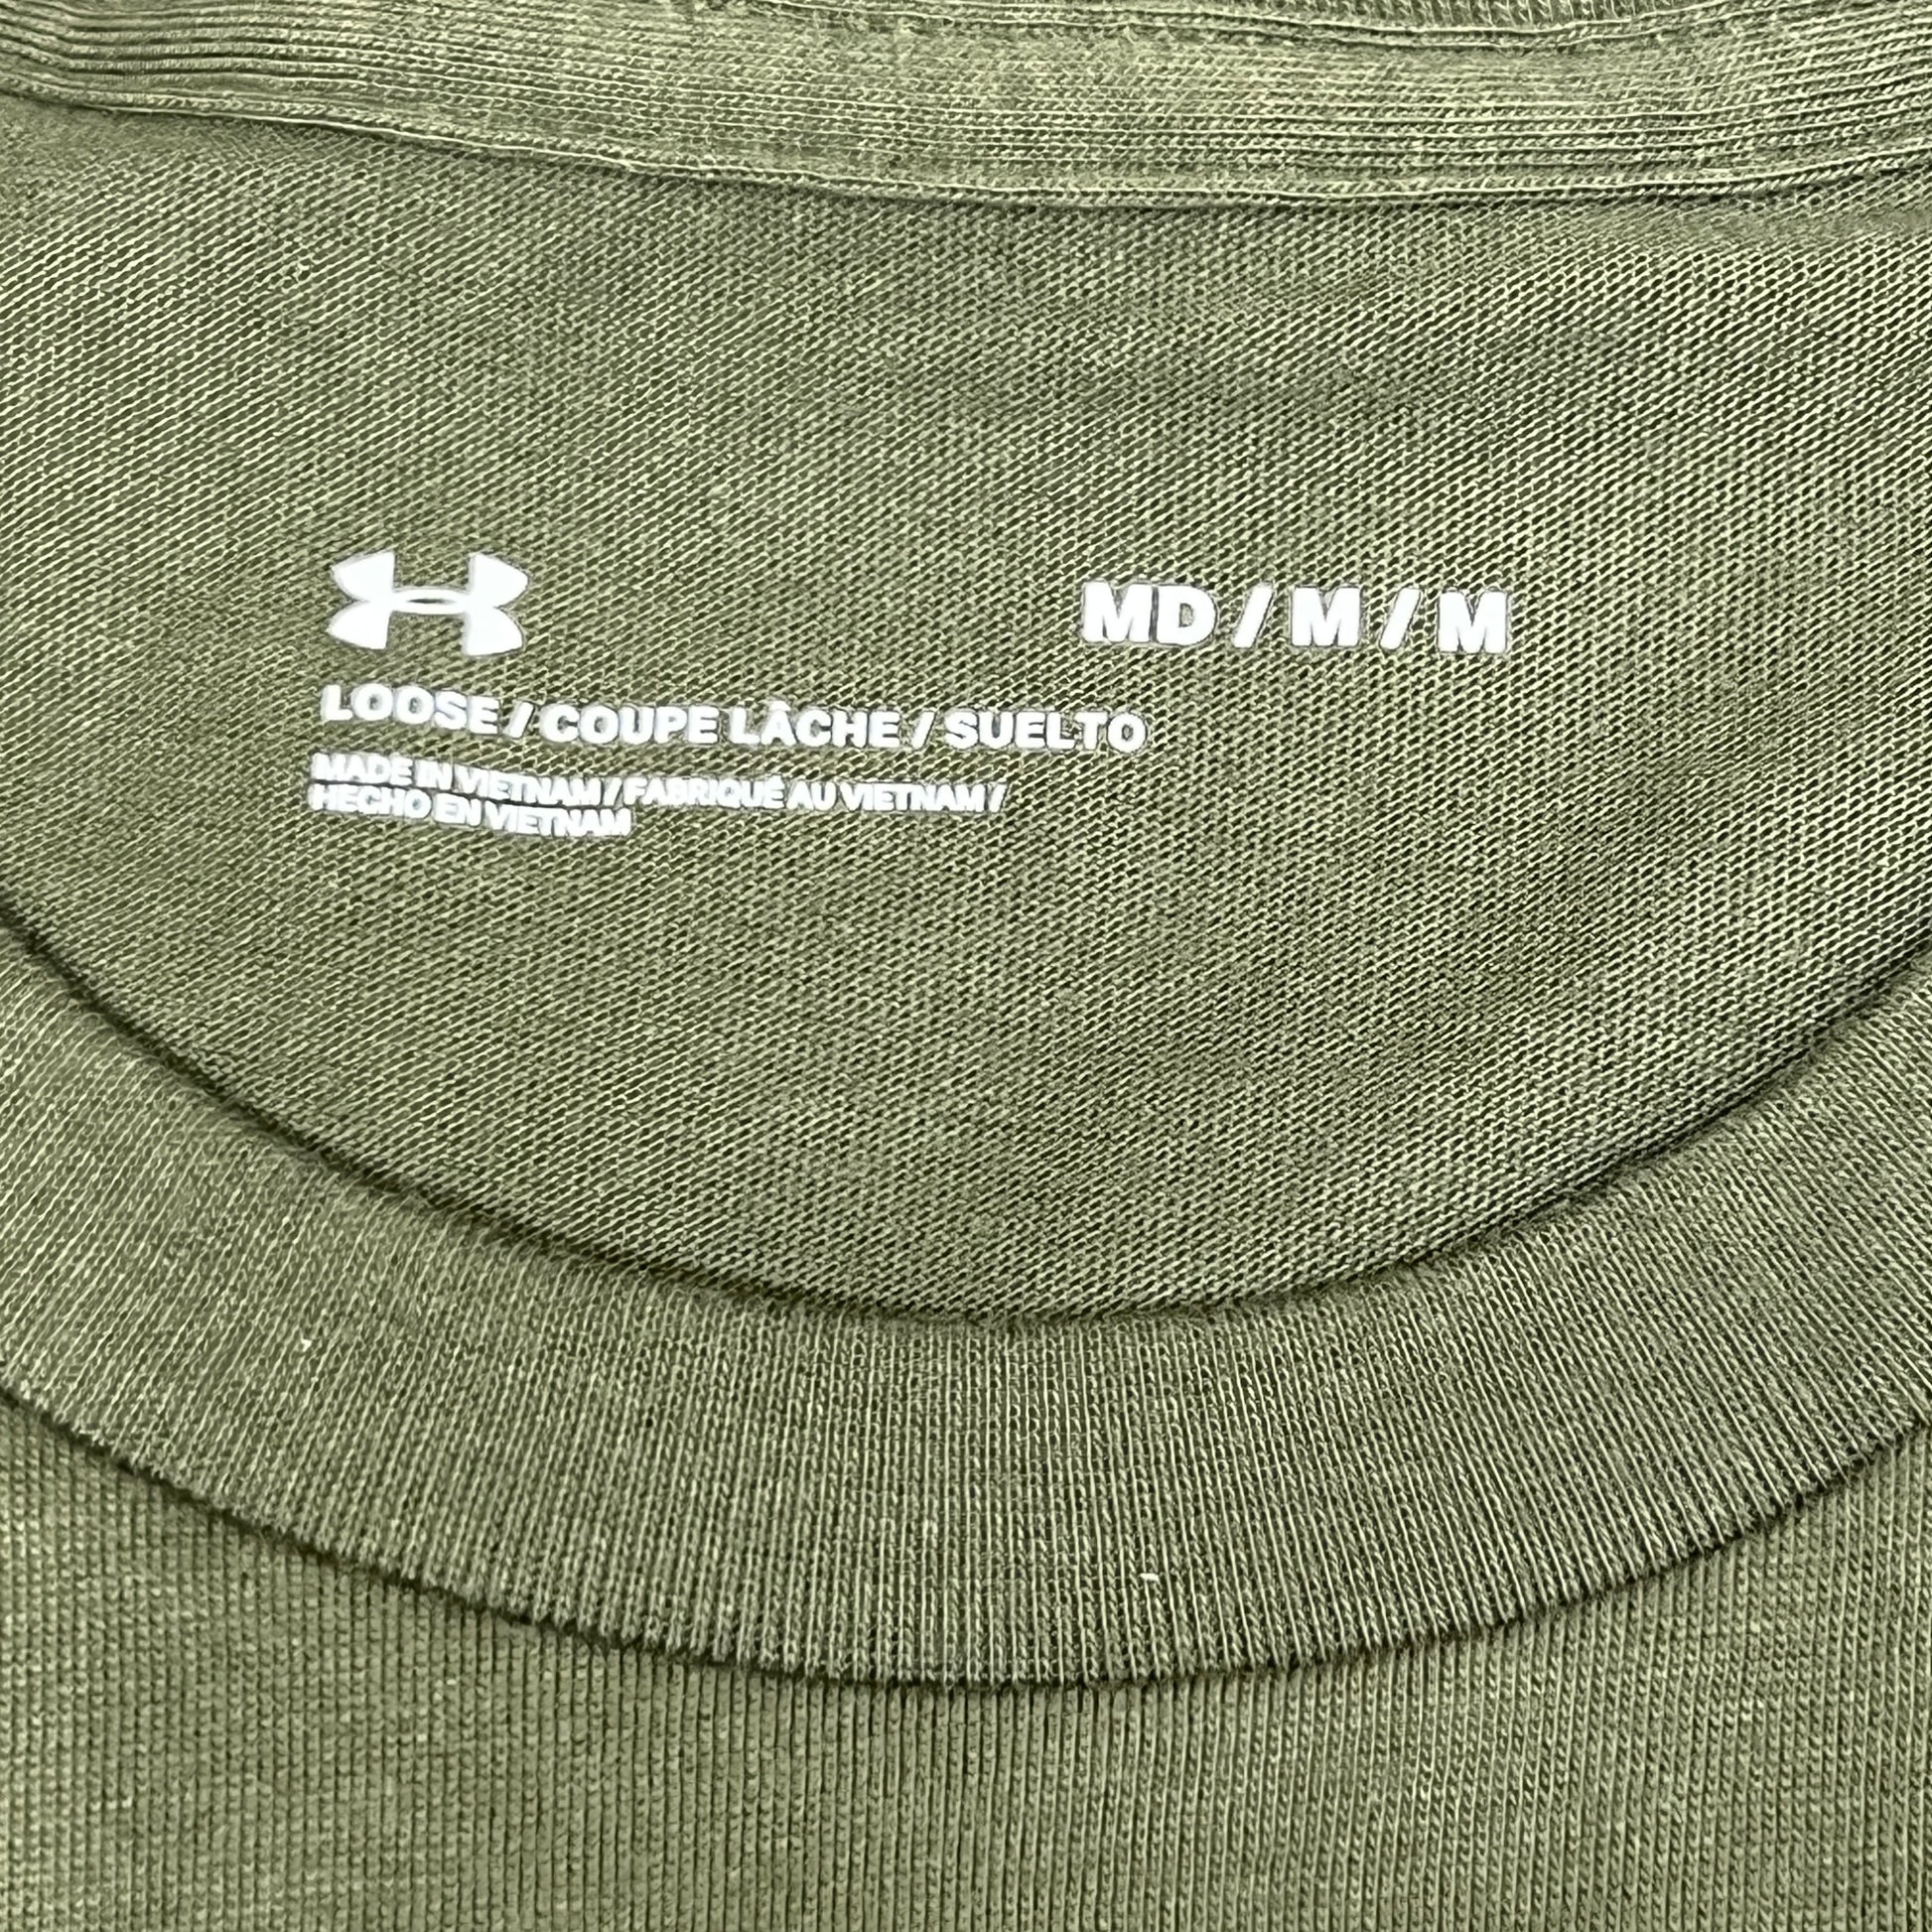 MD / M / M
LOOSE / COUPE LÂCHE / SUELTO
MADE IN VIETNAM / FABRIQUÉ AU VIETNAM /
HECHO EN VIETNAM